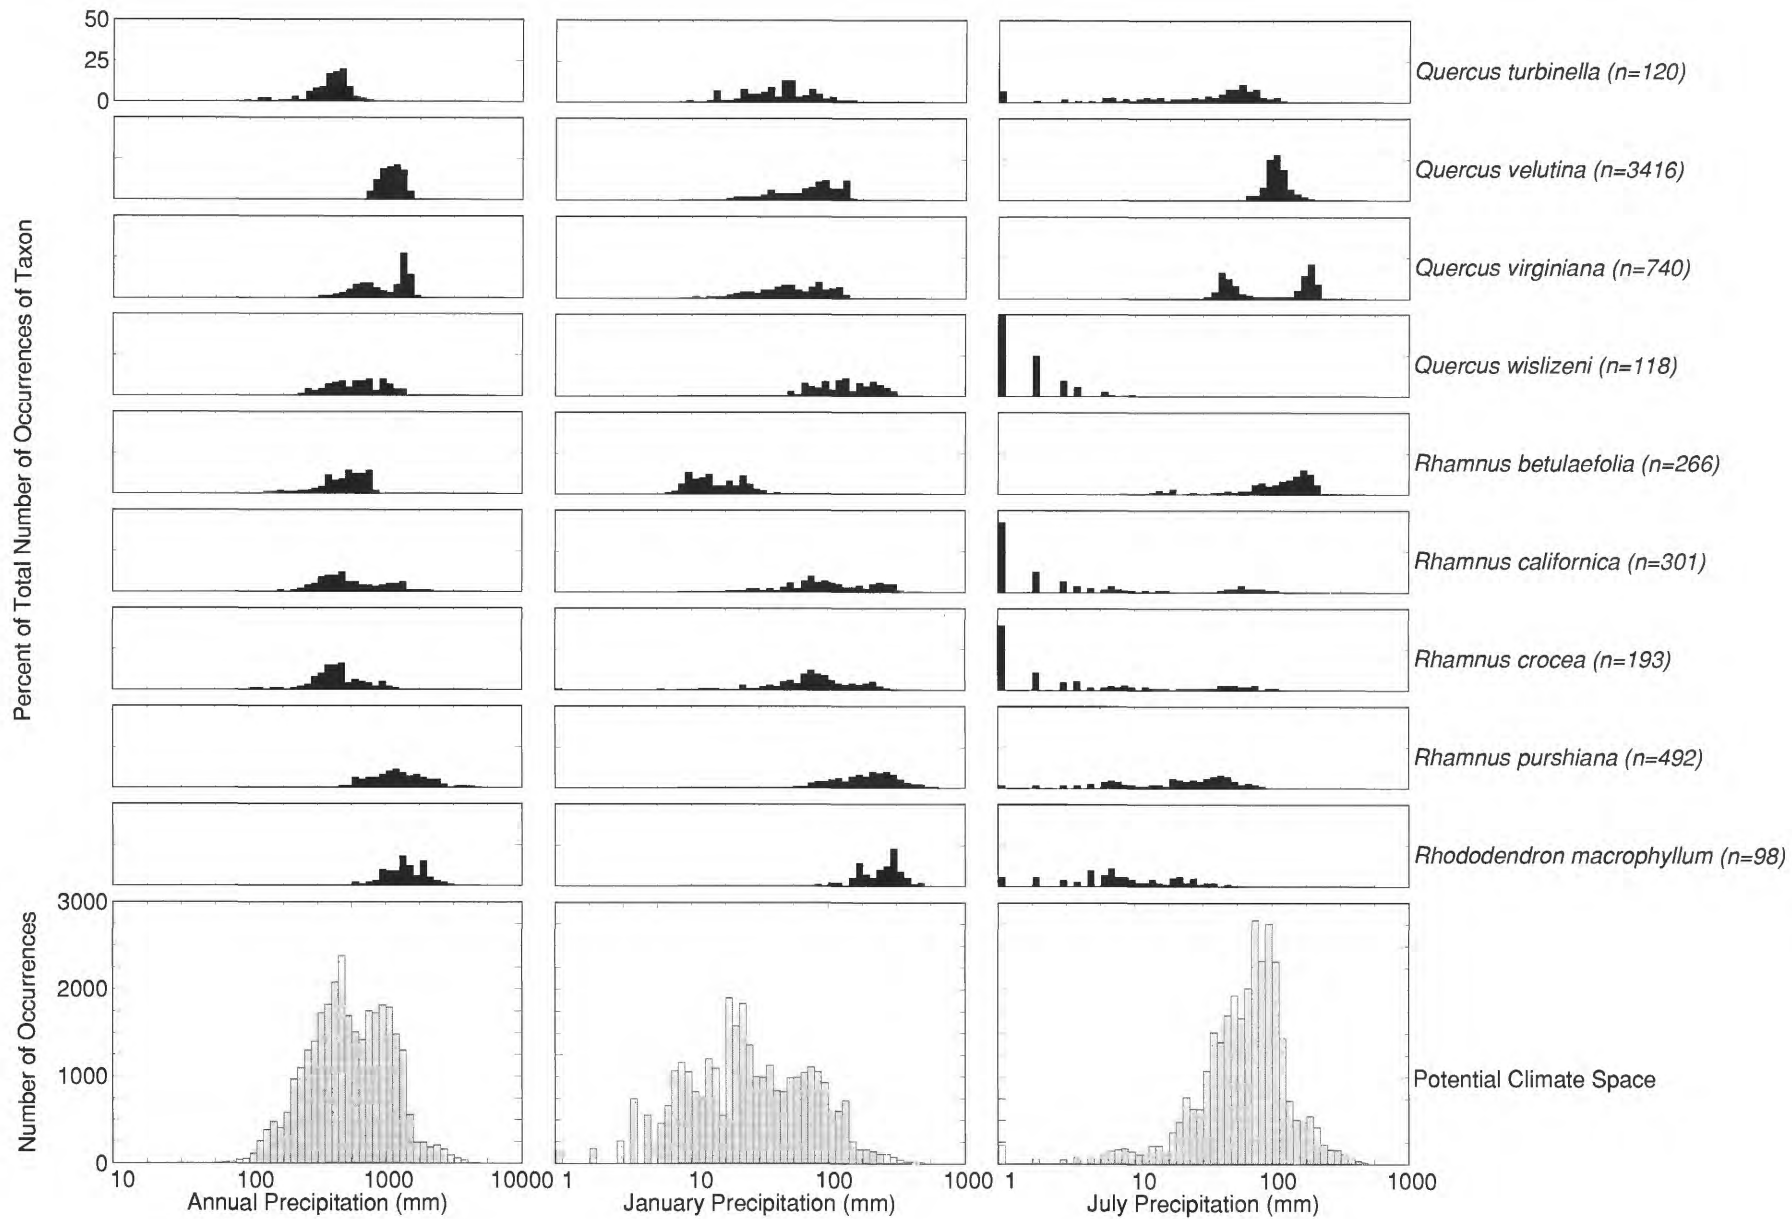 Percent of Total Number of Occurrences of Taxon
50
25
0
Quercus turbinella (n=120)
Quercus velutina (n=3416)
Quercus virginiana (n=740)
Quercus wislizeni (n=118)
Rhamnus betulaefolia (n=266)
Rhamnus californica (n=301)
Rhamnus crocea (n=193)
Rhamnus purshiana (n=492)
Rhododendron macrophyllum (n=98)
Number of Occurrences
3000
2000
1000
0
Potential Climate Space
10 100 1000 10000
1 10 100 1000
1 10 100 1000
Annual Precipitation (mm)
January Precipitation (mm)
July Precipitation (mm)